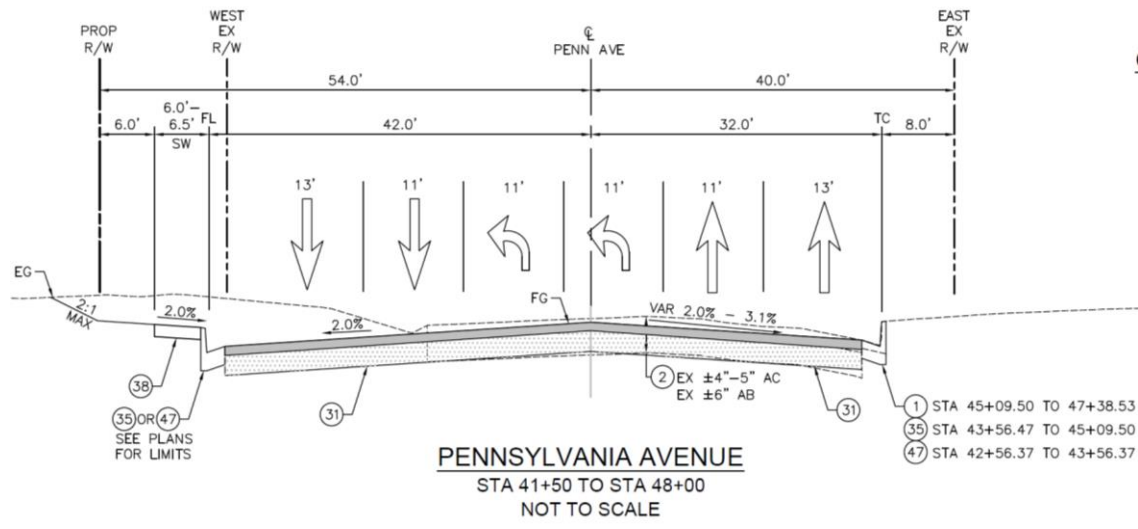 PROP
R/W
WEST
EX
R/W
℄
PENN AVE
EAST
EX
R/W
54.0'
40.0'
6.0'
6.0'-
6.5'
SW
FL
42.0'
32.0'
TC
8.0'
13'
11'
11'
11'
11'
13'
EG
2:1
MAX
2.0%
2.0%
FG
VAR 2.0% - 3.1%
38
35 OR 47
SEE PLANS
FOR LIMITS
31
2 EX ±4"-5" AC
EX ±6" AB
31
1 STA 45+09.50 TO 47+38.53
35 STA 43+56.47 TO 45+09.50
47 STA 42+56.37 TO 43+56.37
PENNSYLVANIA AVENUE
STA 41+50 TO STA 48+00
NOT TO SCALE